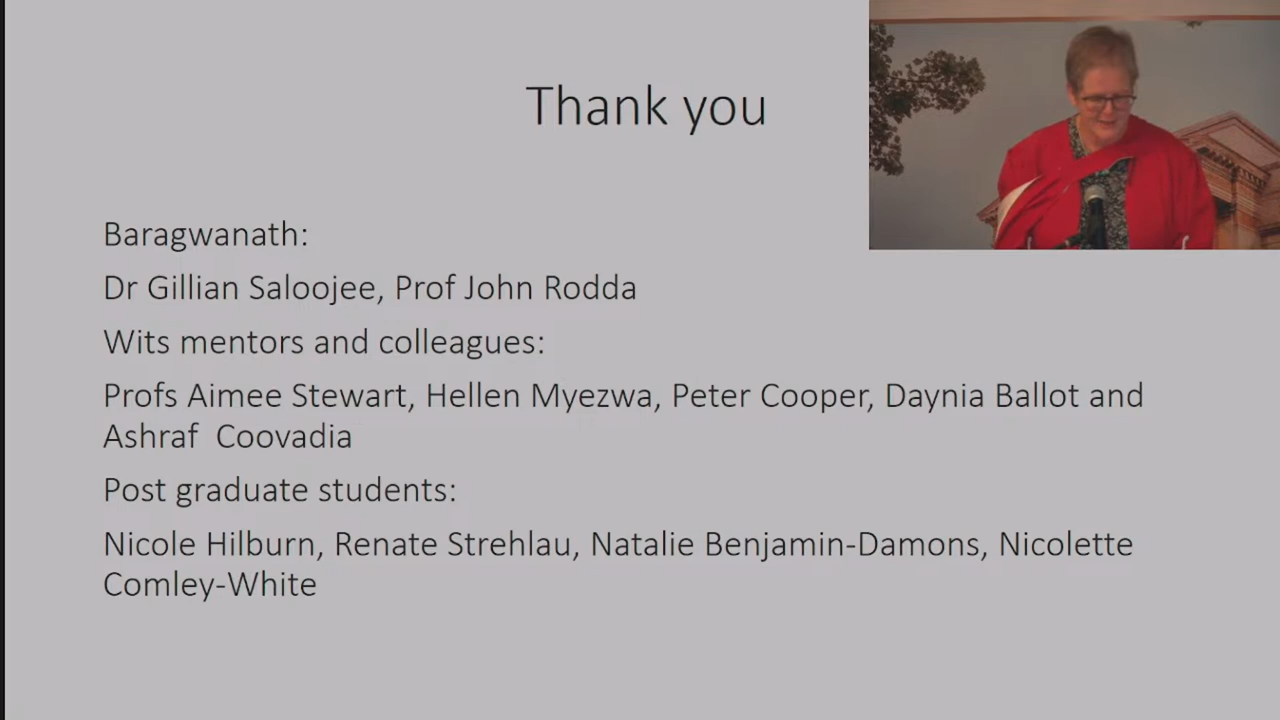 Thank you
Baragwanath:
Dr Gillian Saloojee, Prof John Rodda
Wits mentors and colleagues:
Profs Aimee Stewart, Hellen Myezwa, Peter Cooper, Daynia Ballot and
Ashraf  Coovadia
Post graduate students:
Nicole Hilburn, Renate Strehlau, Natalie Benjamin-Damons, Nicolette
Comley-White